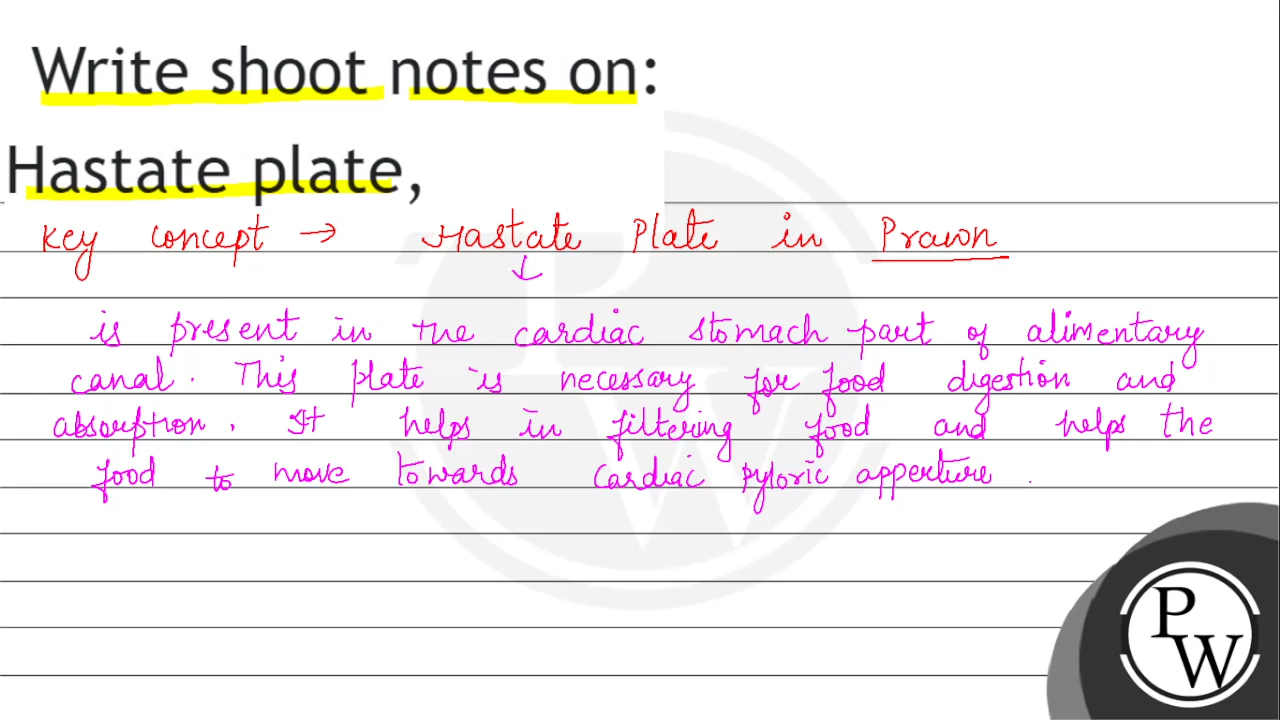 Write shoot notes on:
Hastate plate,
Key concept → Hastate Plate in Prawn
↓
is present in the cardiac stomach part of alimentary
canal. This plate is necessary for food digestion and
absorption. It helps in filtering food and helps the
food to move towards cardiac pyloric apperture.
PW
PW